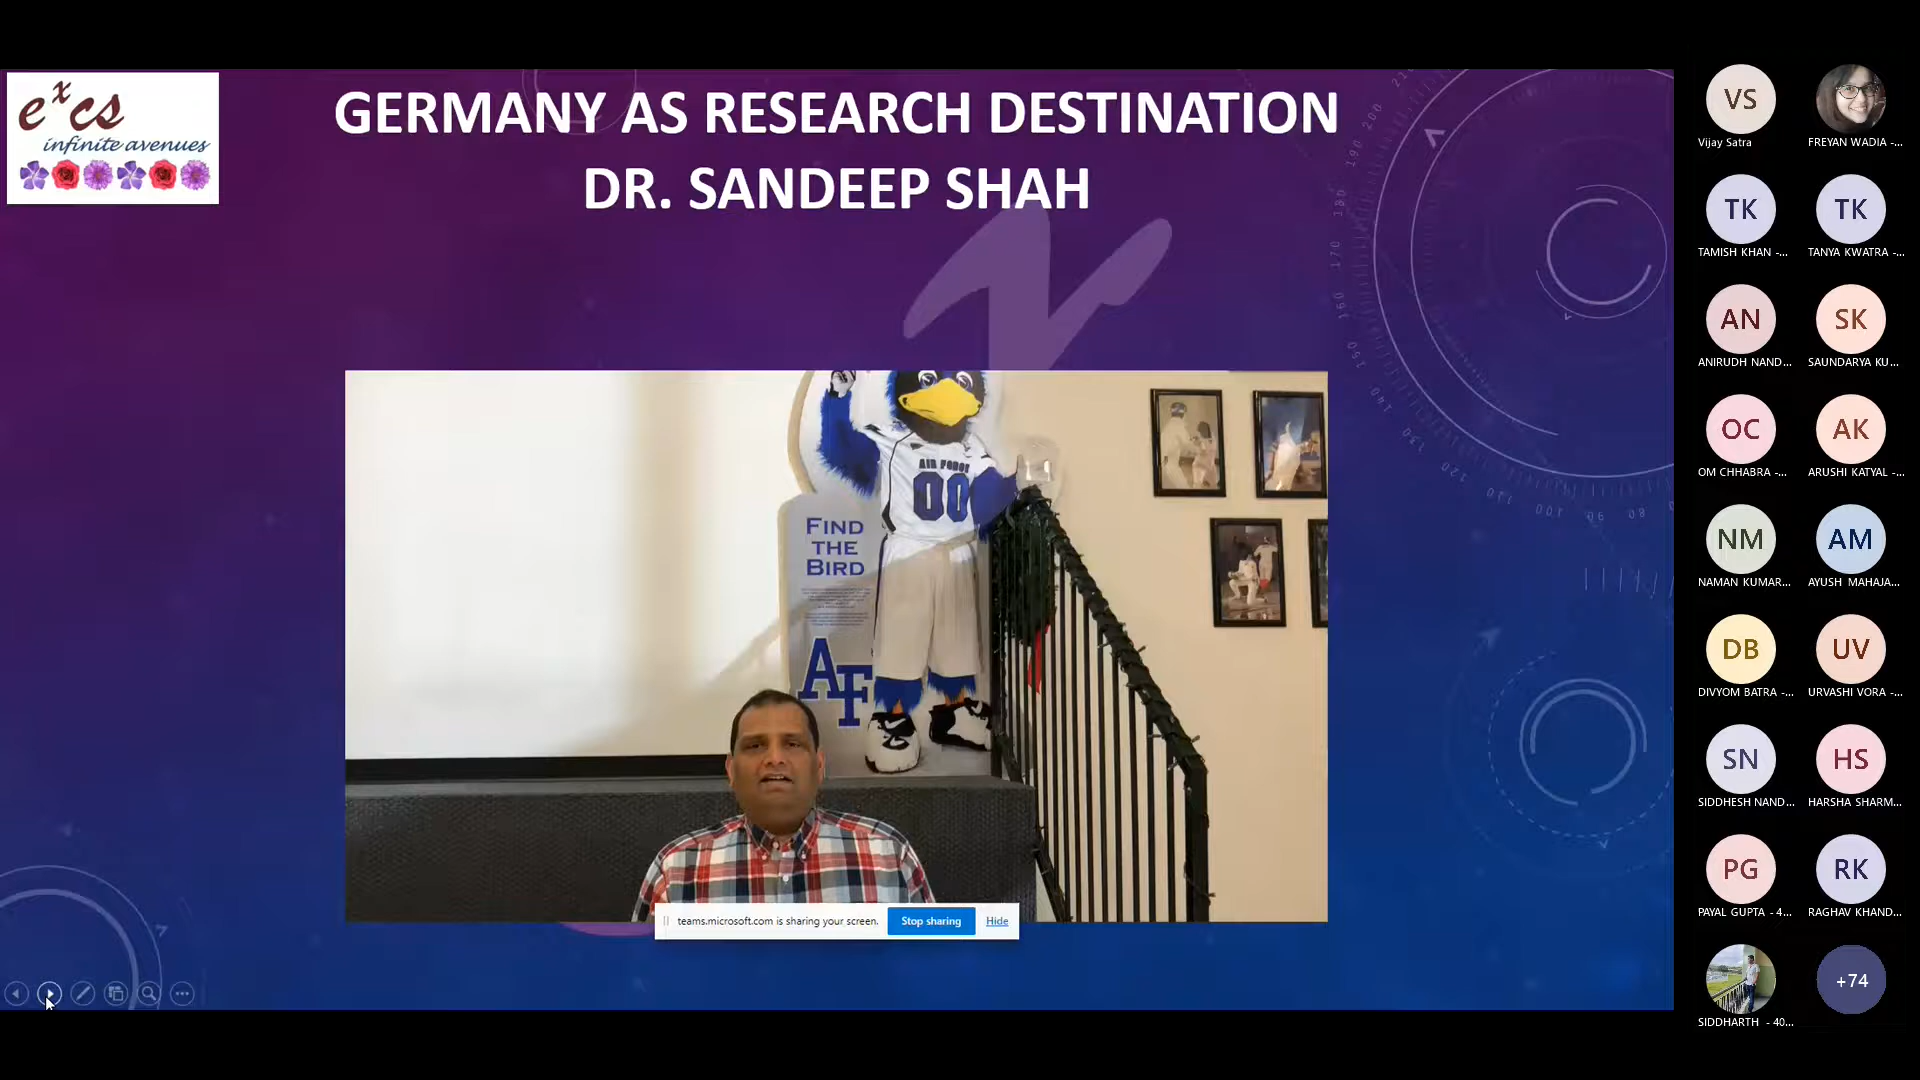 e^x cs
infinite avenues
GERMANY AS RESEARCH DESTINATION
DR. SANDEEP SHAH
AIR FORCE
00
FIND
THE
BIRD
AF
teams.microsoft.com is sharing your screen.
Stop sharing
Hide
VS
Vijay Satra
FREYAN WADIA -...
TK
TAMISH KHAN -...
TK
TANYA KWATRA -...
AN
ANIRUDH NAND...
SK
SAUNDARYA KU...
OC
OM CHHABRA -...
AK
ARUSHI KATYAL -...
NM
NAMAN KUMAR...
AM
AYUSH MAHAJA...
DB
DIVYOM BATRA -...
UV
URVASHI VORA -...
SN
SIDDHESH NAND...
HS
HARSHA SHARM...
PG
PAYAL GUPTA - 4...
RK
RAGHAV KHAND...
SIDDHARTH - 40...
+74